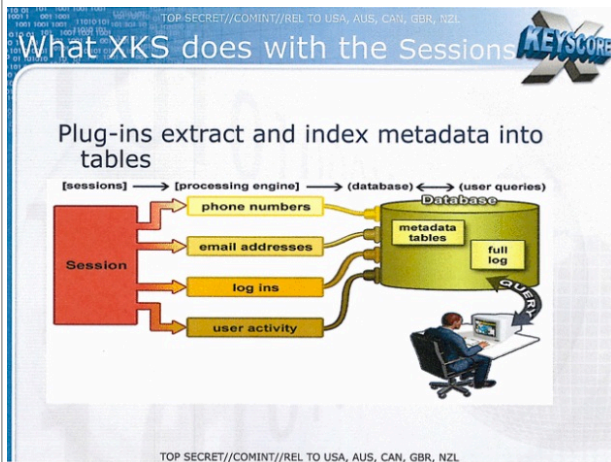 TOP SECRET//COMINT//REL TO USA, AUS, CAN, GBR, NZL
What XKS does with the Sessions
X KEYSCORE
Plug-ins extract and index metadata into
tables
[sessions] → [processing engine] → (database) ↔ (user queries)
Database
phone numbers
metadata
tables
email addresses
full
log
Session
log ins
QUERY
user activity
TOP SECRET//COMINT//REL TO USA, AUS, CAN, GBR, NZL